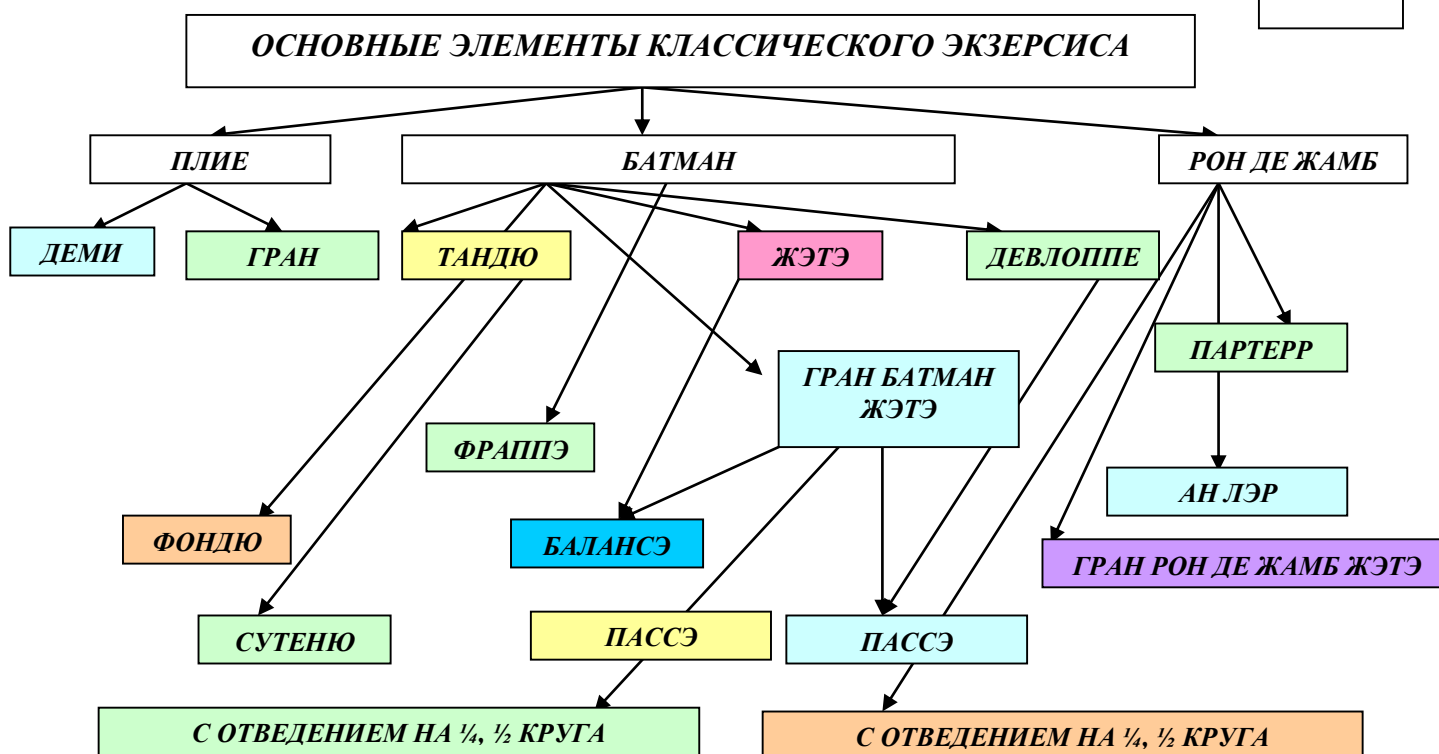 ОСНОВНЫЕ ЭЛЕМЕНТЫ КЛАССИЧЕСКОГО ЭКЗЕРСИСА
ПЛИЕ
БАТМАН
РОН ДЕ ЖАМБ
ДЕМИ
ГРАН
ТАНДЮ
ЖЭТЭ
ДЕВЛОППЕ
ПАРТЕРР
ГРАН БАТМАН
ЖЭТЭ
ФРАППЭ
АН ЛЭР
ФОНДЮ
БАЛАНСЭ
ГРАН РОН ДЕ ЖАМБ ЖЭТЭ
СУТЕНЮ
ПАССЭ
ПАССЭ
С ОТВЕДЕНИЕМ НА ¼, ½ КРУГА
С ОТВЕДЕНИЕМ НА ¼, ½ КРУГА